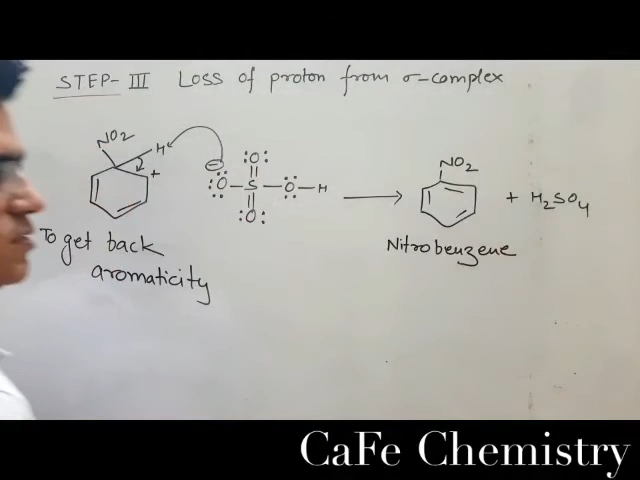 STEP-III Loss of proton from σ-complex
NO2
H
+
:O:
:O-S-O-H
:O:
NO2
+ H2SO4
To get back
aromaticity
Nitrobenzene
CaFe Chemistry